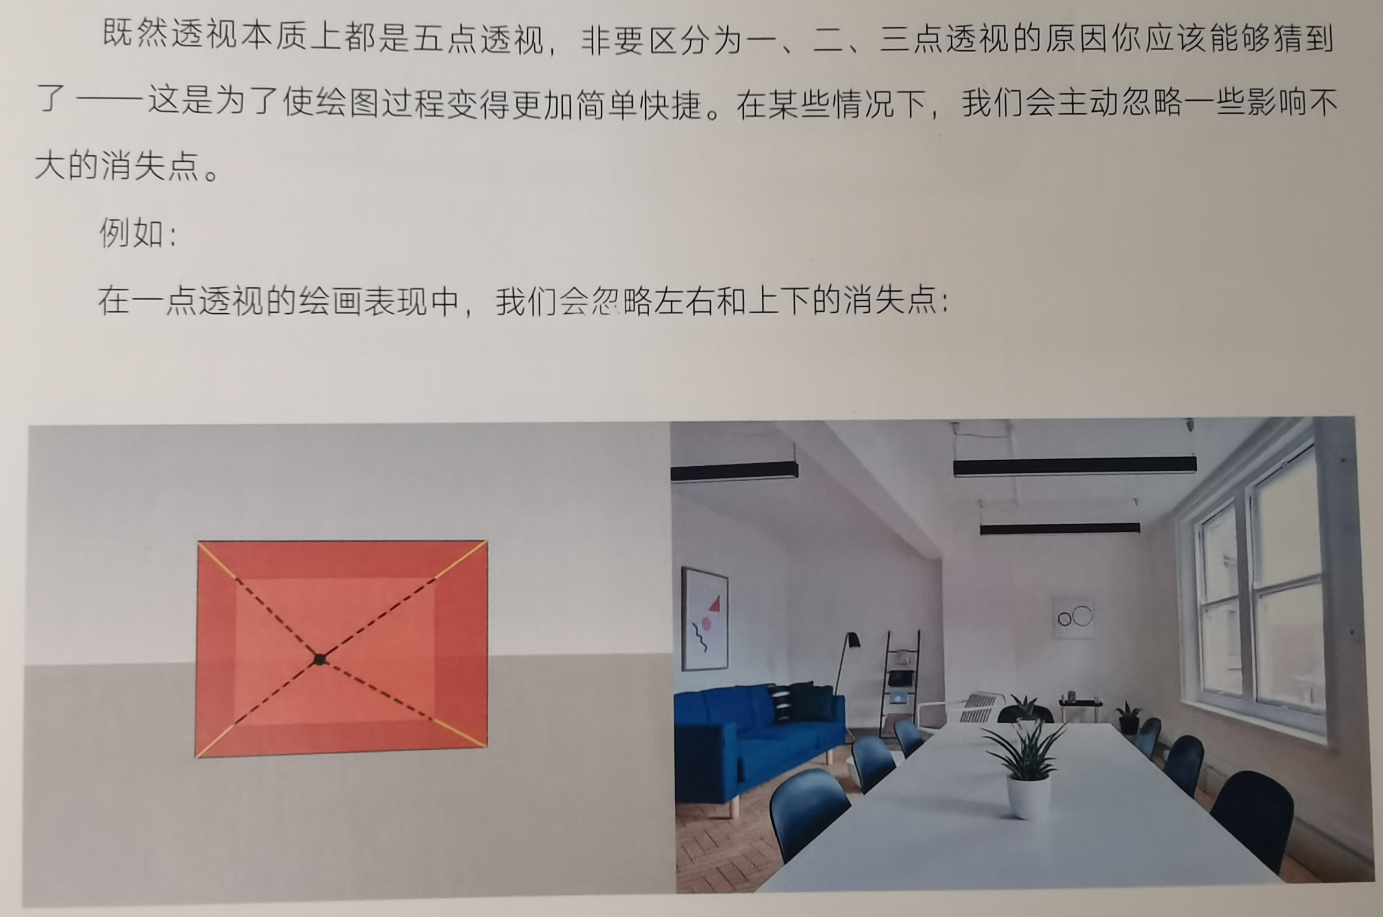 既然透视本质上都是五点透视，非要区分为一、二、三点透视的原因你应该能够猜到
了——这是为了使绘图过程变得更加简单快捷。在某些情况下，我们会主动忽略一些影响不
大的消失点。
例如：
在一点透视的绘画表现中，我们会忽略左右和上下的消失点：